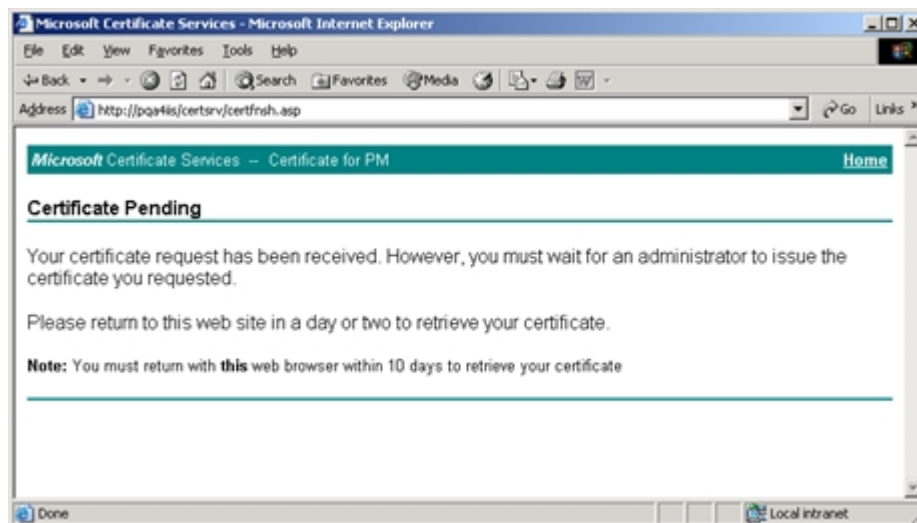 Microsoft Certificate Services - Microsoft Internet Explorer
File Edit View Favorites Tools Help
Back Search Favorites Media
Address http://pqa4iis/certsrv/certfnsh.asp Go Links »
Microsoft Certificate Services -- Certificate for PM Home
Certificate Pending
Your certificate request has been received. However, you must wait for an administrator to issue the
certificate you requested.
Please return to this web site in a day or two to retrieve your certificate.
Note: You must return with this web browser within 10 days to retrieve your certificate
Done Local intranet